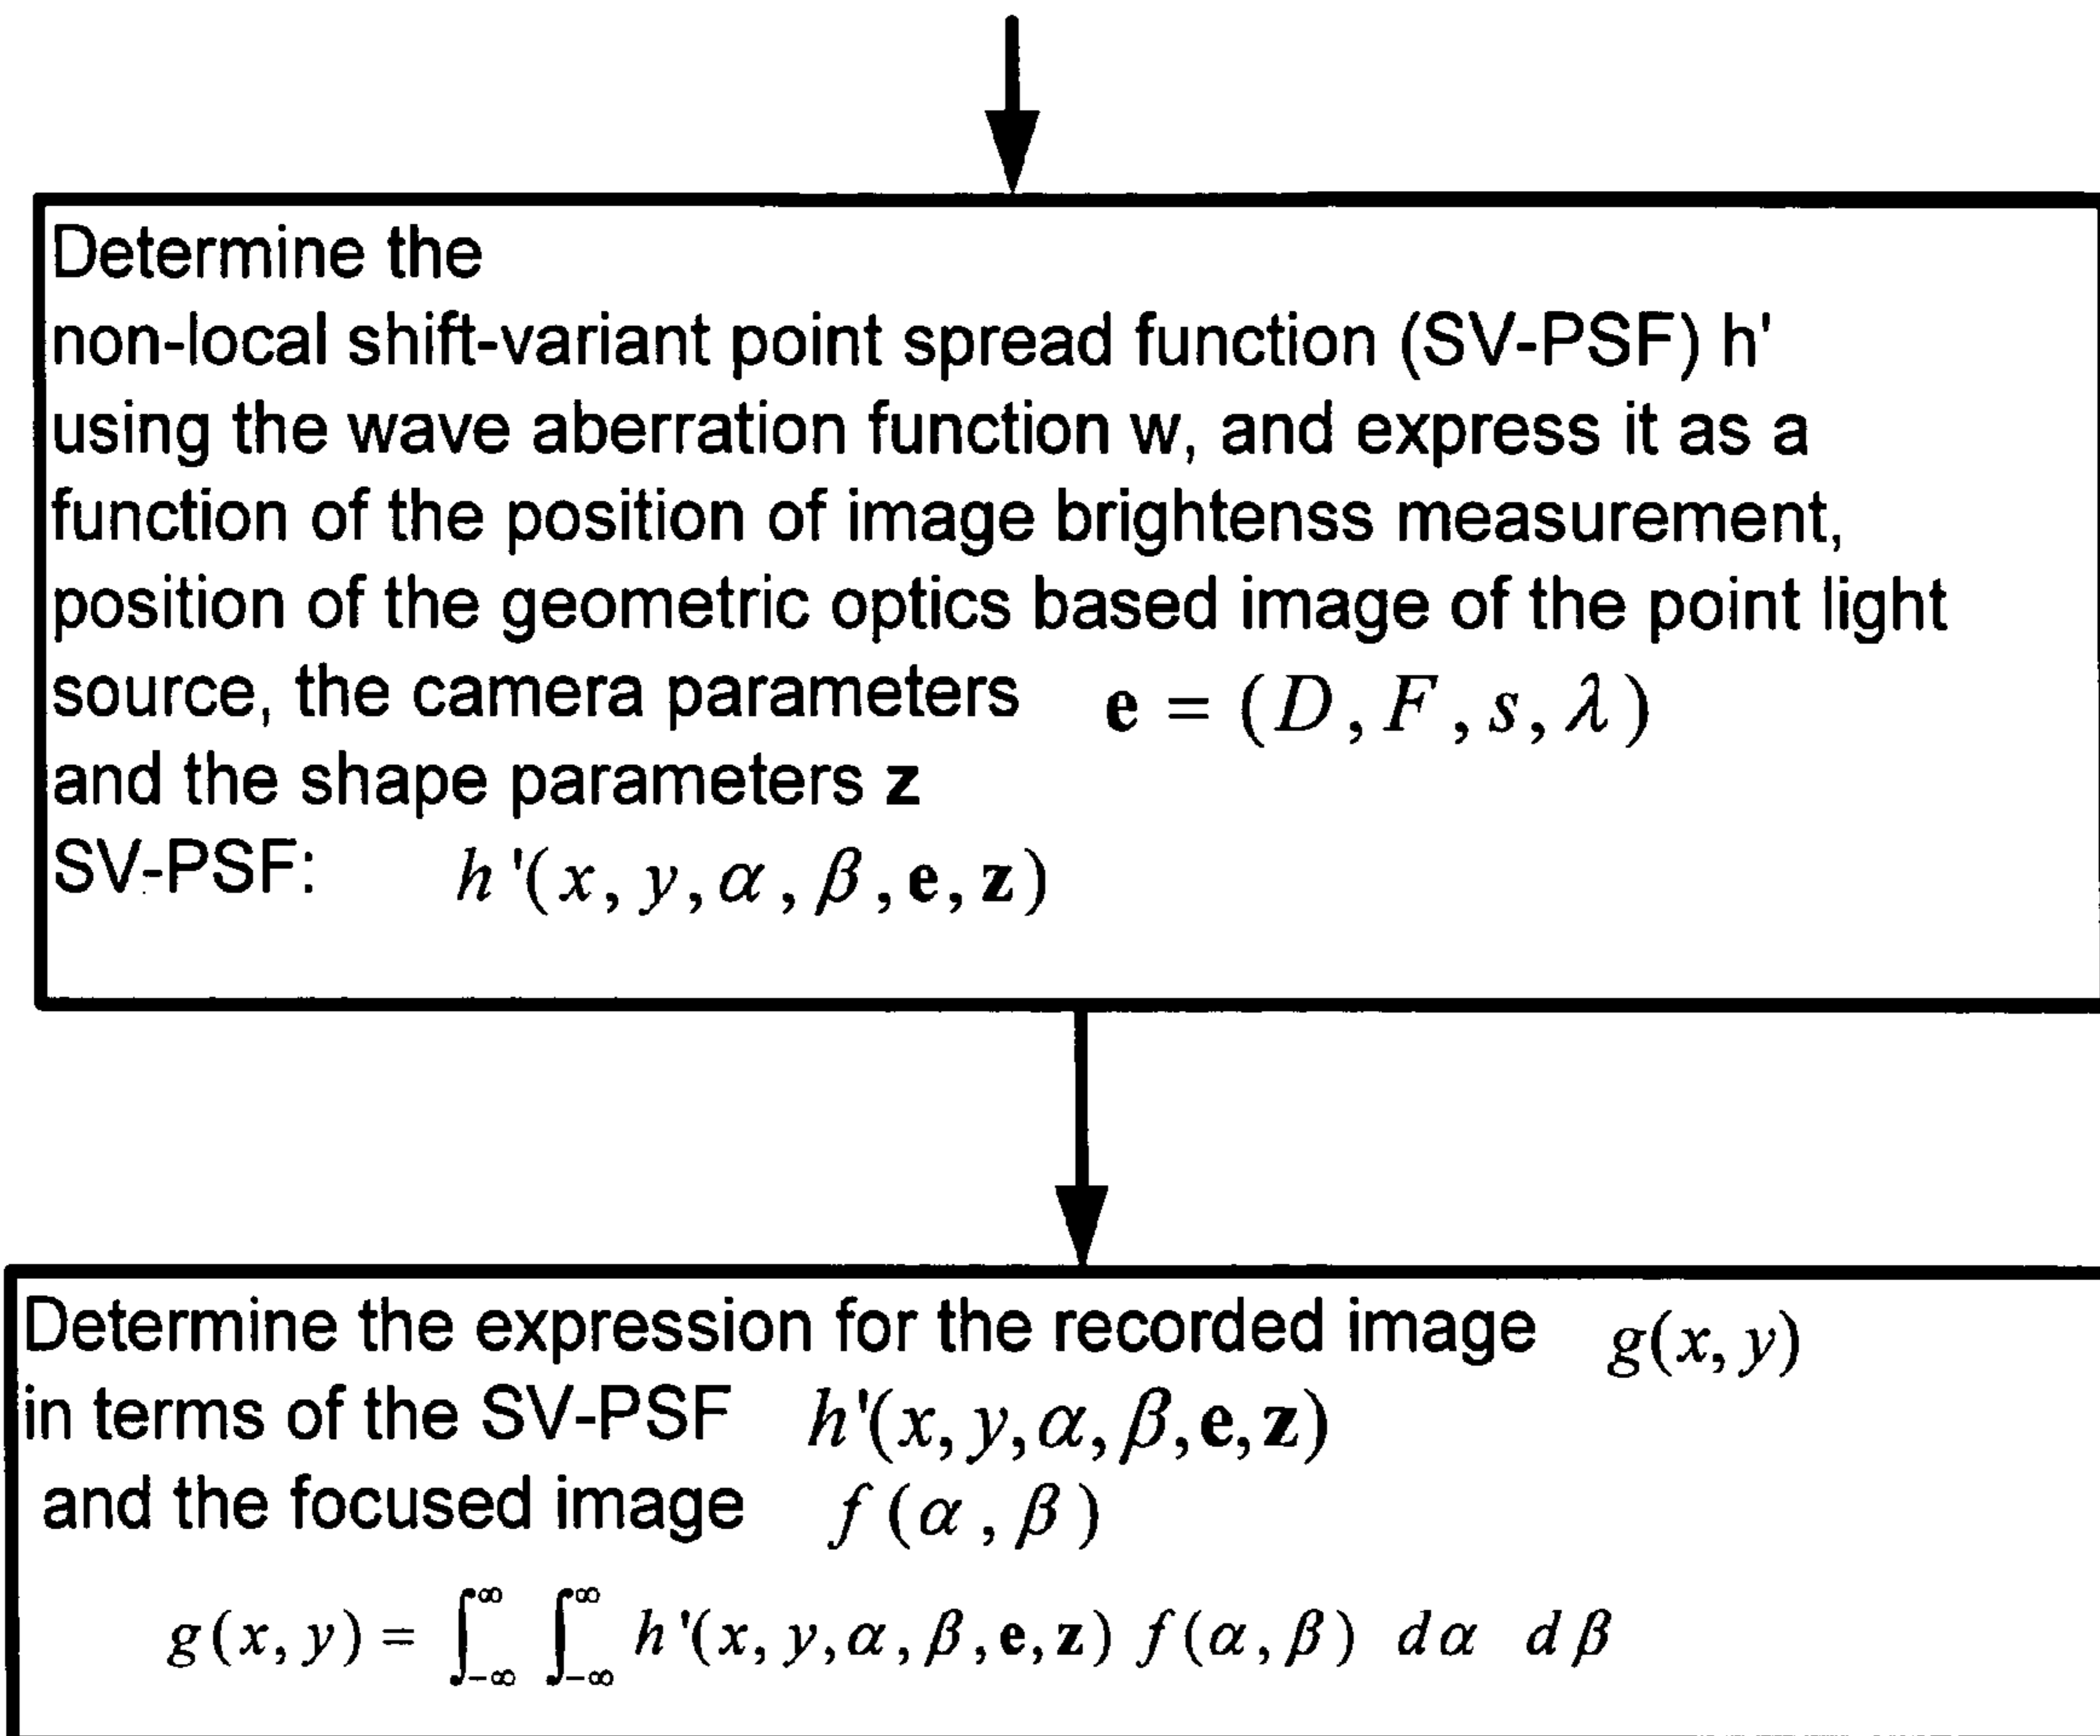 Determine the
non-local shift-variant point spread function (SV-PSF) h'
using the wave aberration function w, and express it as a
function of the position of image brightenss measurement,
position of the geometric optics based image of the point light
source, the camera parameters e = (D, F, s, λ)
and the shape parameters z
SV-PSF: h'(x, y, α, β, e, z)
Determine the expression for the recorded image g(x, y)
in terms of the SV-PSF h'(x, y, α, β, e, z)
and the focused image f(α, β)
g(x, y) = ∫_{-∞}^{∞} ∫_{-∞}^{∞} h'(x, y, α, β, e, z) f(α, β) dα dβ